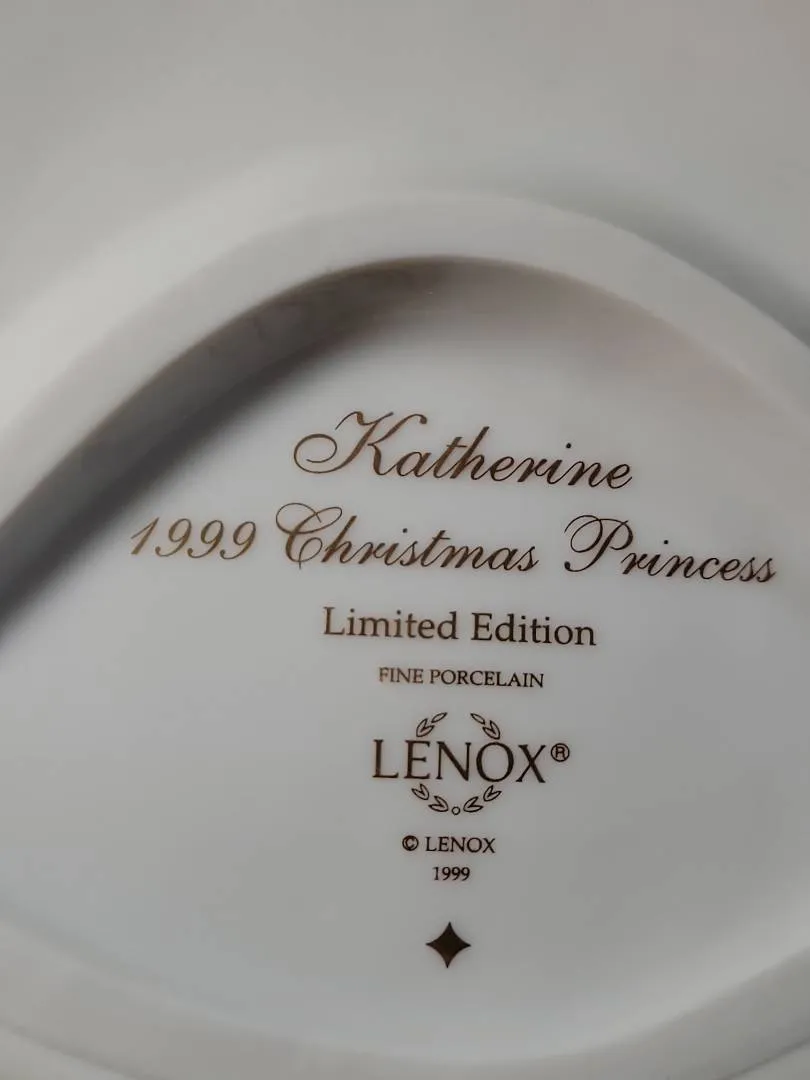 Katherine
1999 Christmas Princess
Limited Edition
FINE PORCELAIN
LENOX®
© LENOX
1999